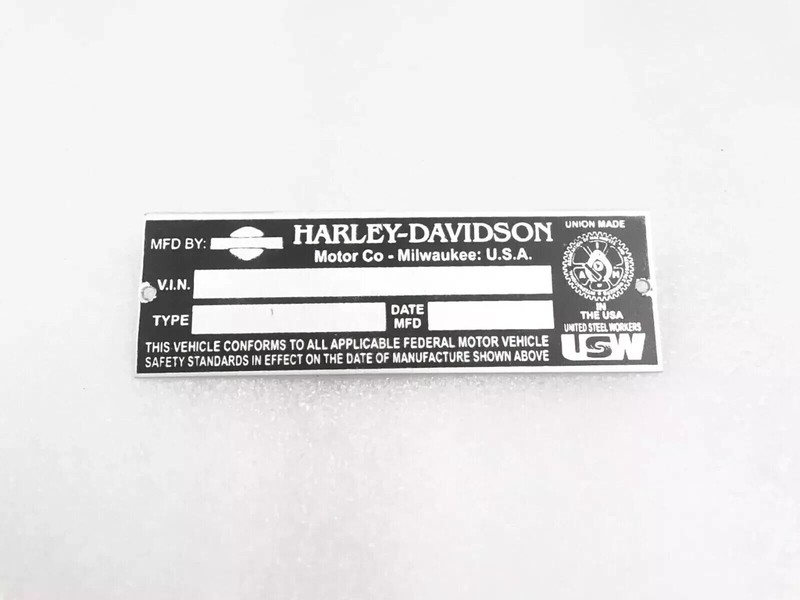 MFD BY:
HARLEY-DAVIDSON
Motor Co - Milwaukee: U.S.A.
V.I.N.
TYPE
DATE
MFD
THIS VEHICLE CONFORMS TO ALL APPLICABLE FEDERAL MOTOR VEHICLE
SAFETY STANDARDS IN EFFECT ON THE DATE OF MANUFACTURE SHOWN ABOVE
UNION MADE
IN
THE USA
UNITED STEEL WORKERS
USW